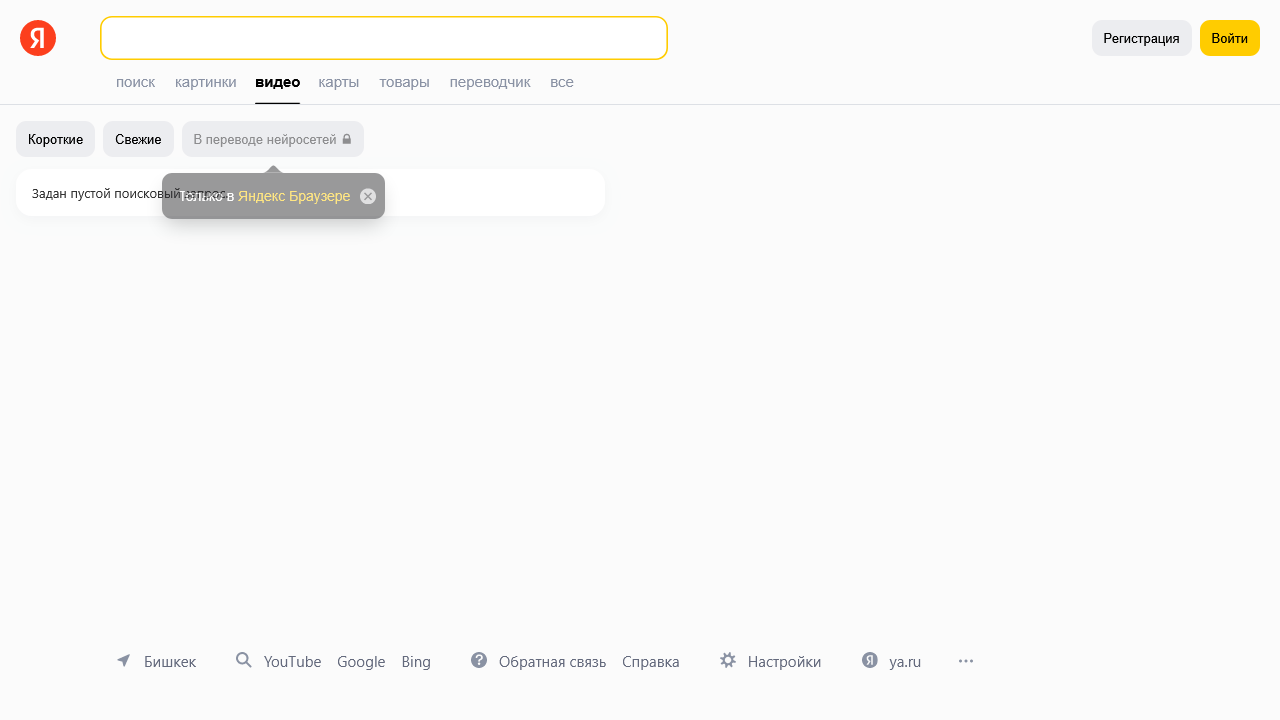 Я
Регистрация
Войти
поиск картинки видео карты товары переводчик все
Короткие Свежие В переводе нейросетей
Задан пустой поисковый запрос
Только в Яндекс Браузере
Бишкек YouTube Google Bing Обратная связь Справка Настройки ya.ru